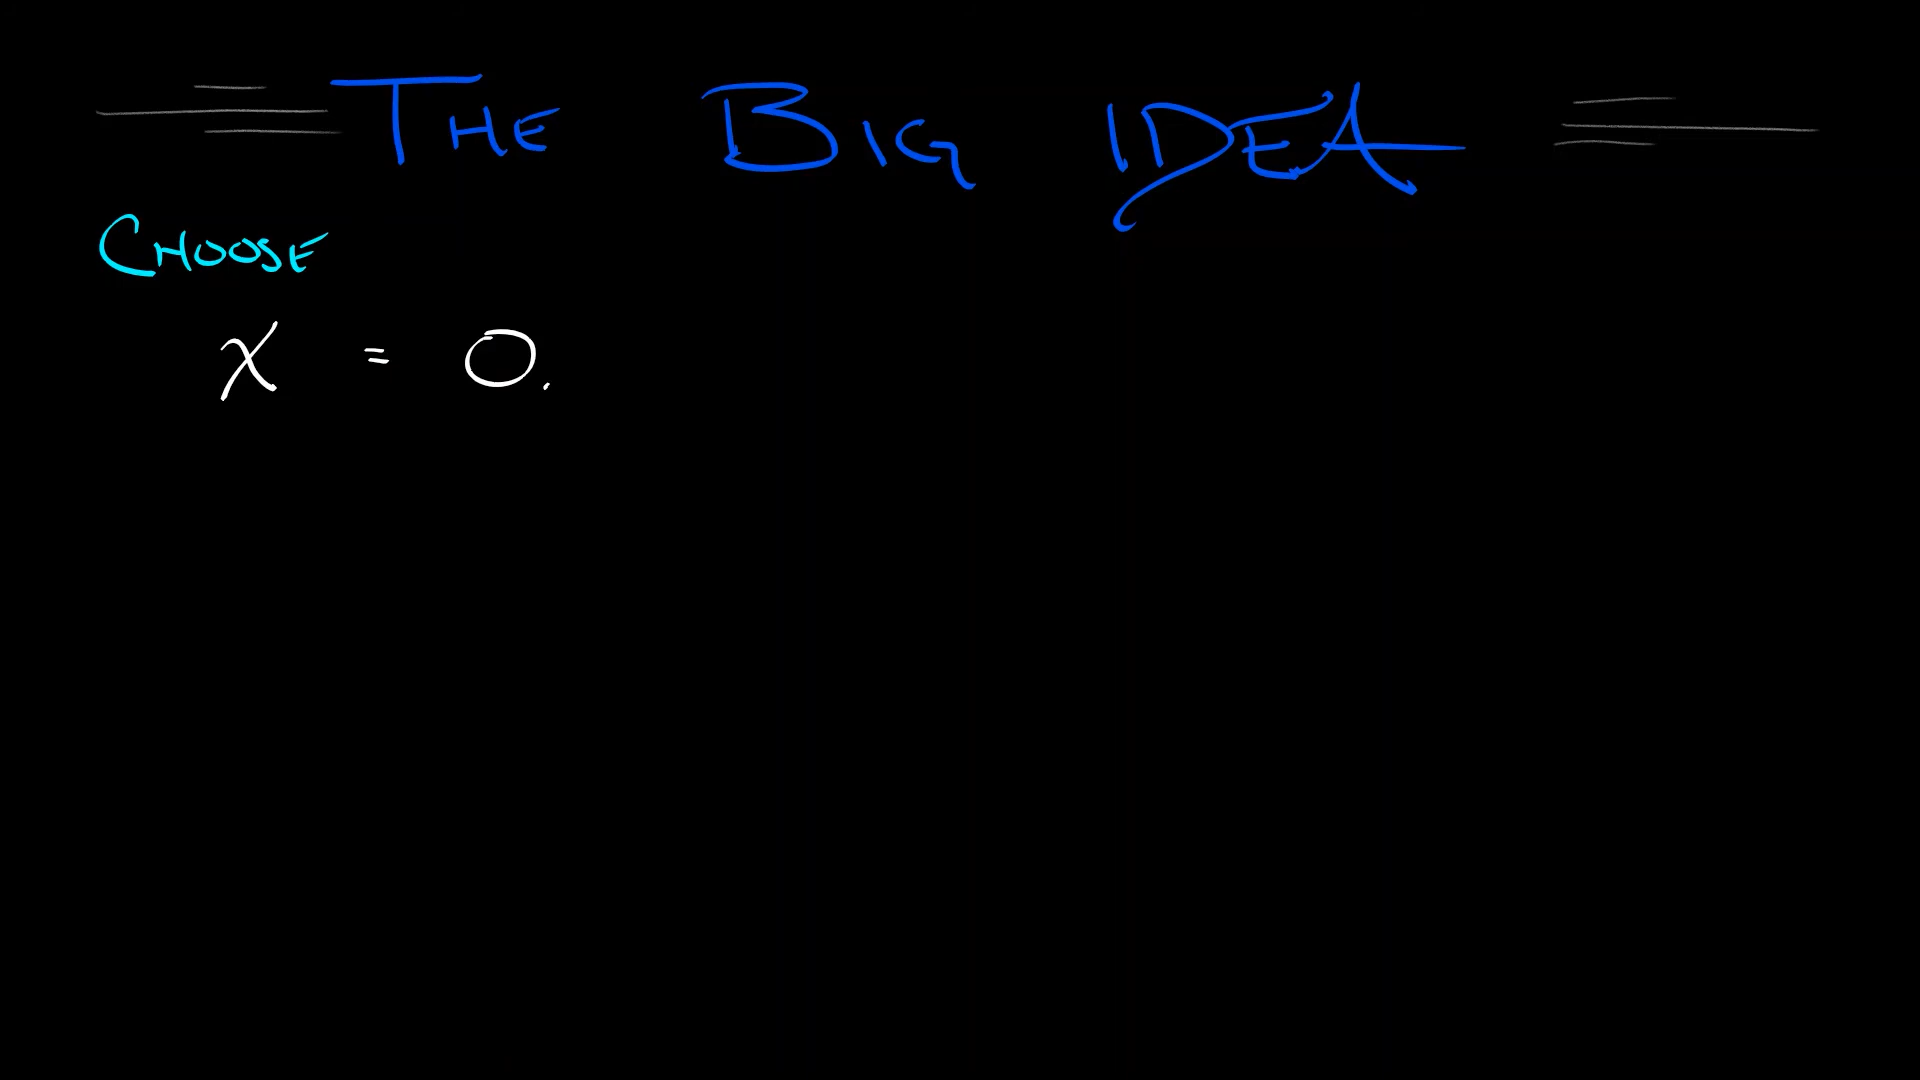 THE BIG IDEA
CHOOSE
x = 0.